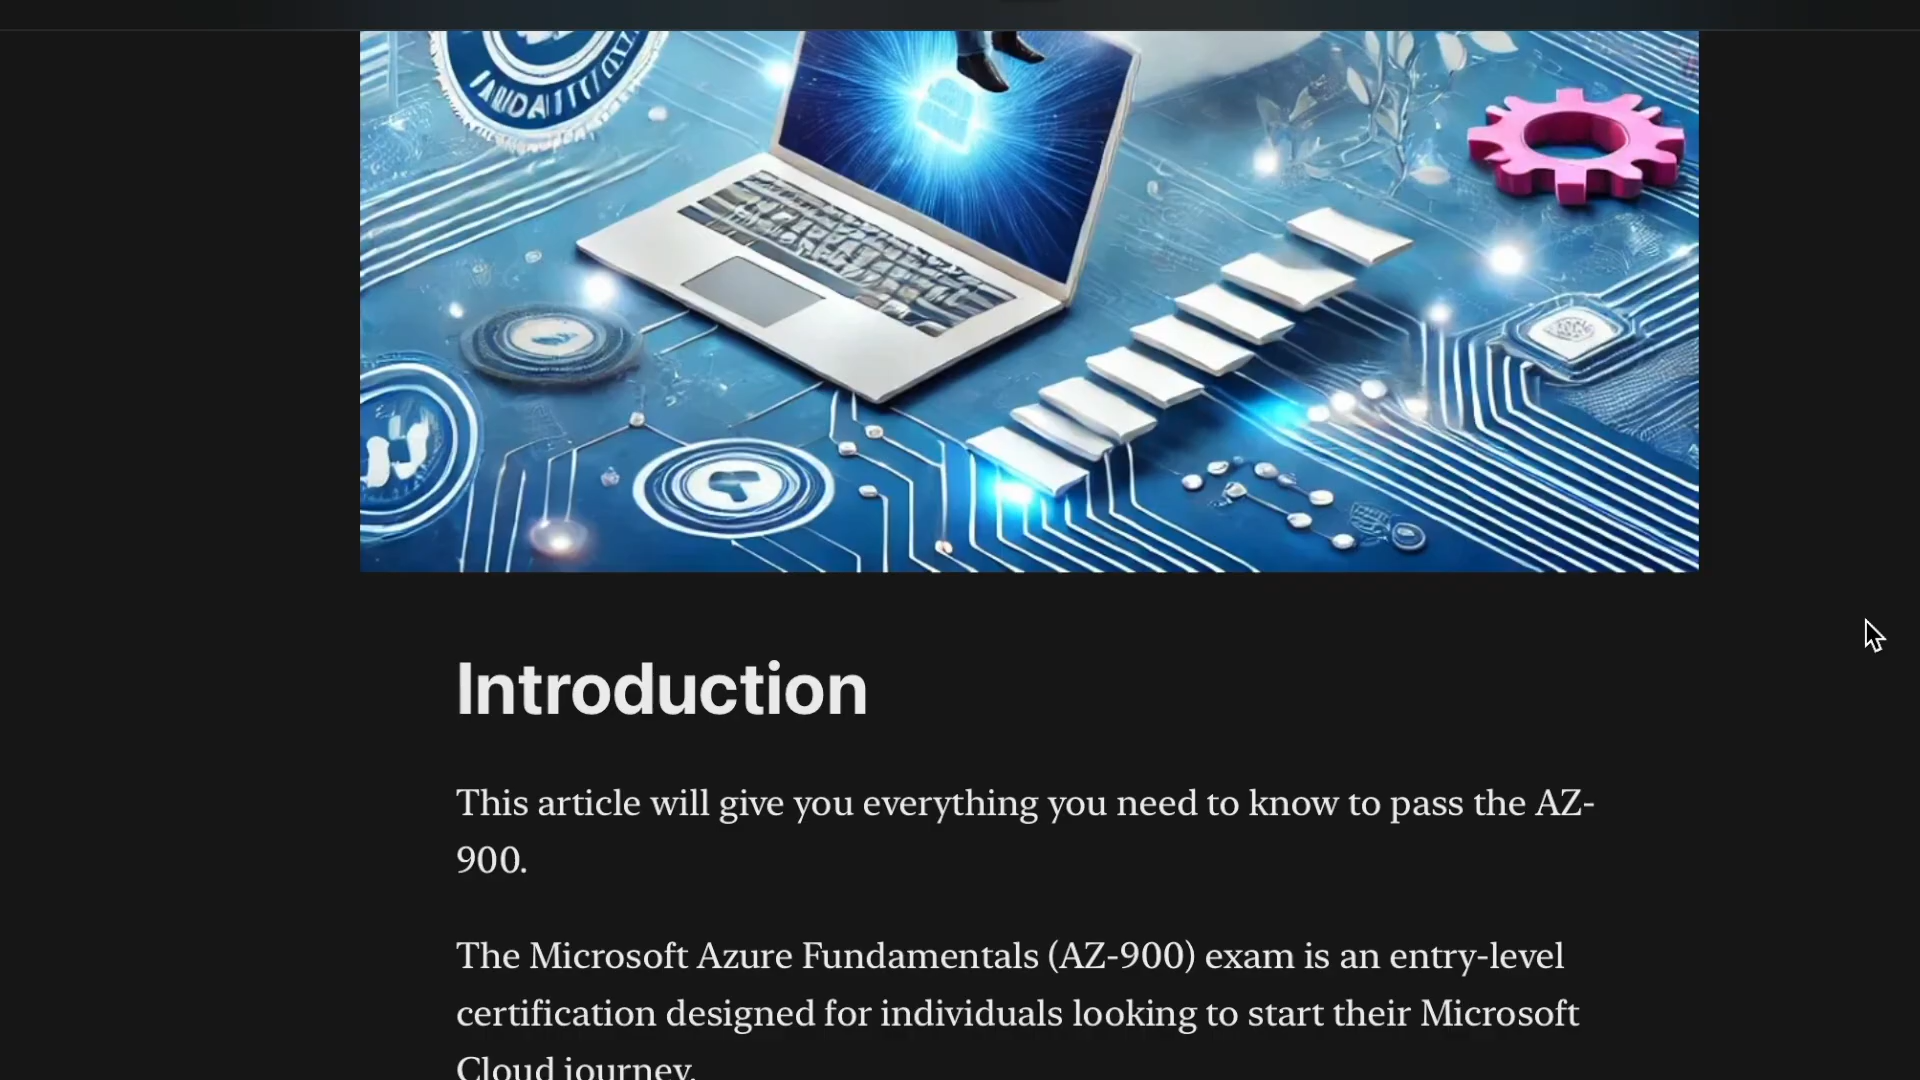 Introduction
This article will give you everything you need to know to pass the AZ-
900.
The Microsoft Azure Fundamentals (AZ-900) exam is an entry-level
certification designed for individuals looking to start their Microsoft
Cloud journey.